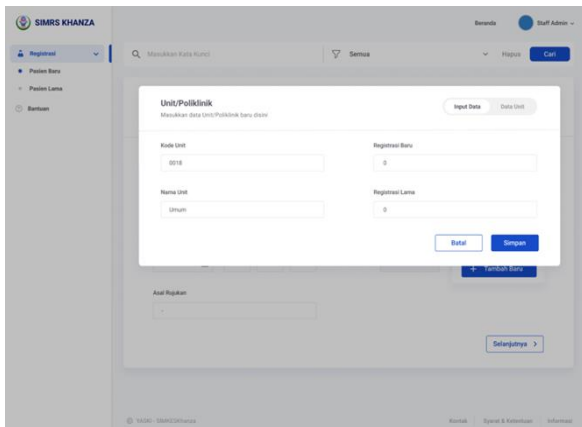 SIMRS KHANZA
Beranda
Staff Admin
Registrasi
Masukkan Kata Kunci
Semua
Hapus
Cari
Pasien Baru
Pasien Lama
Bantuan
Unit/Poliklinik
Masukkan data Unit/Poliklinik baru disini
Input Data
Data Unit
Kode Unit
Registrasi Baru
0018
0
Nama Unit
Registrasi Lama
Umum
0
Batal
Simpan
+ Tambah Baru
Asal Rujukan
-
Selanjutnya >
Kontak
Syarat & Ketentuan
Informasi